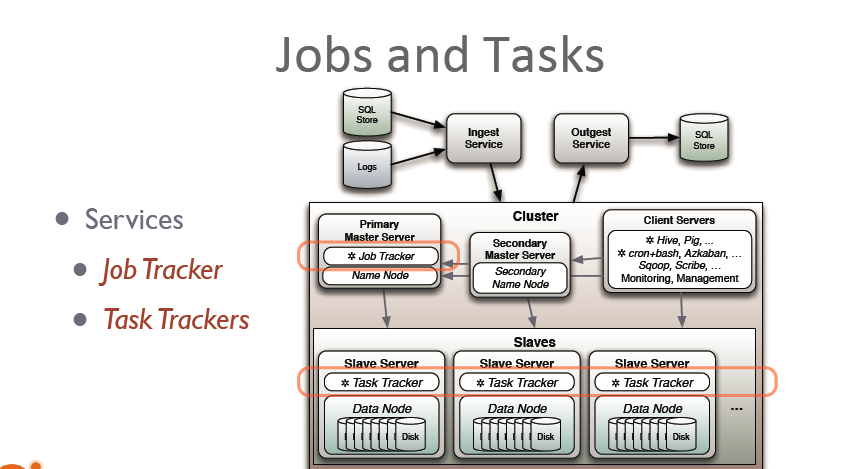 Jobs and Tasks
SQL
Store
Logs
Ingest
Service
Outgest
Service
SQL
Store
• Services
• Job Tracker
• Task Trackers
Cluster
Primary
Master Server
✲ Job Tracker
Name Node
Secondary
Master Server
Secondary
Name Node
Client Servers
✲ Hive, Pig, ...
✲ cron+bash, Azkaban, ...
Sqoop, Scribe, ...
Monitoring, Management
Slaves
Slave Server
✲ Task Tracker
Data Node
Disk
Slave Server
✲ Task Tracker
Data Node
Disk
Slave Server
✲ Task Tracker
Data Node
Disk
...